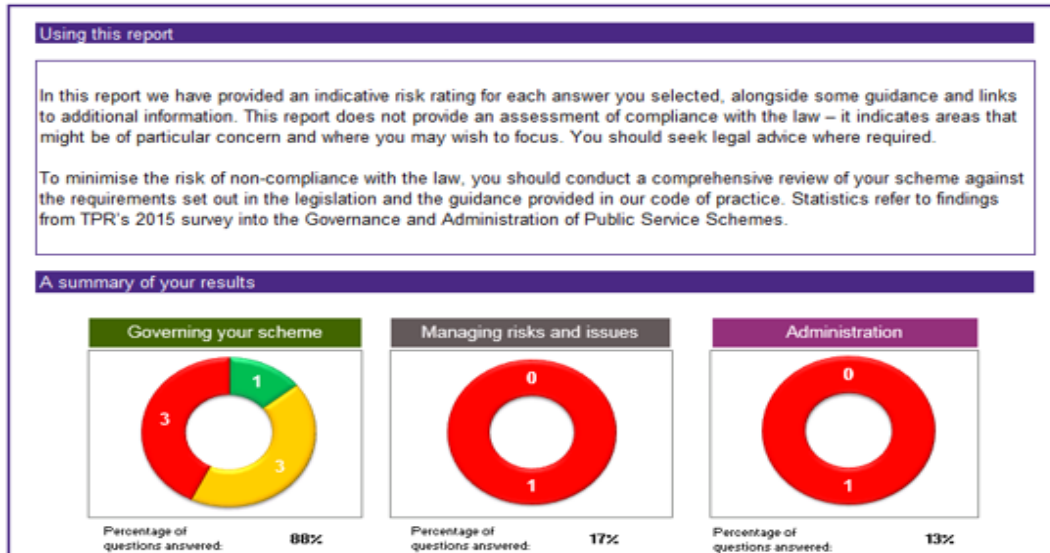 Using this report
In this report we have provided an indicative risk rating for each answer you selected, alongside some guidance and links
to additional information. This report does not provide an assessment of compliance with the law – it indicates areas that
might be of particular concern and where you may wish to focus. You should seek legal advice where required.
To minimise the risk of non-compliance with the law, you should conduct a comprehensive review of your scheme against
the requirements set out in the legislation and the guidance provided in our code of practice. Statistics refer to findings
from TPR's 2015 survey into the Governance and Administration of Public Service Schemes.
A summary of your results
Governing your scheme
1
3
3
Percentage of
questions answered: 88%
Managing risks and issues
0
1
Percentage of
questions answered: 17%
Administration
0
1
Percentage of
questions answered: 13%